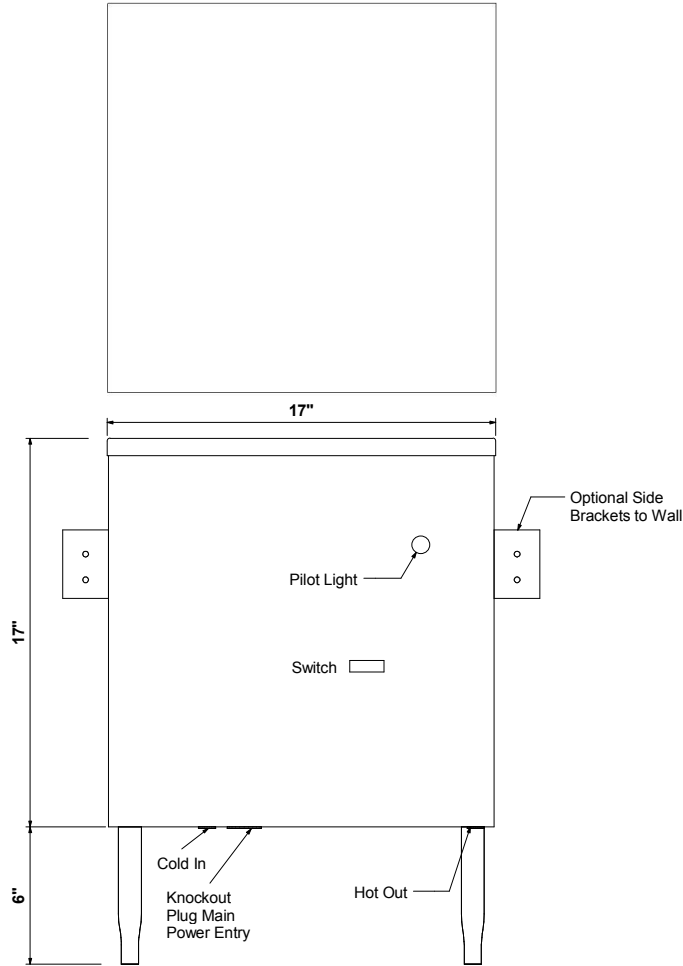 17"
Optional Side
Brackets to Wall
Pilot Light
17"
Switch
Cold In
Knockout
Plug Main
Power Entry
Hot Out
6"